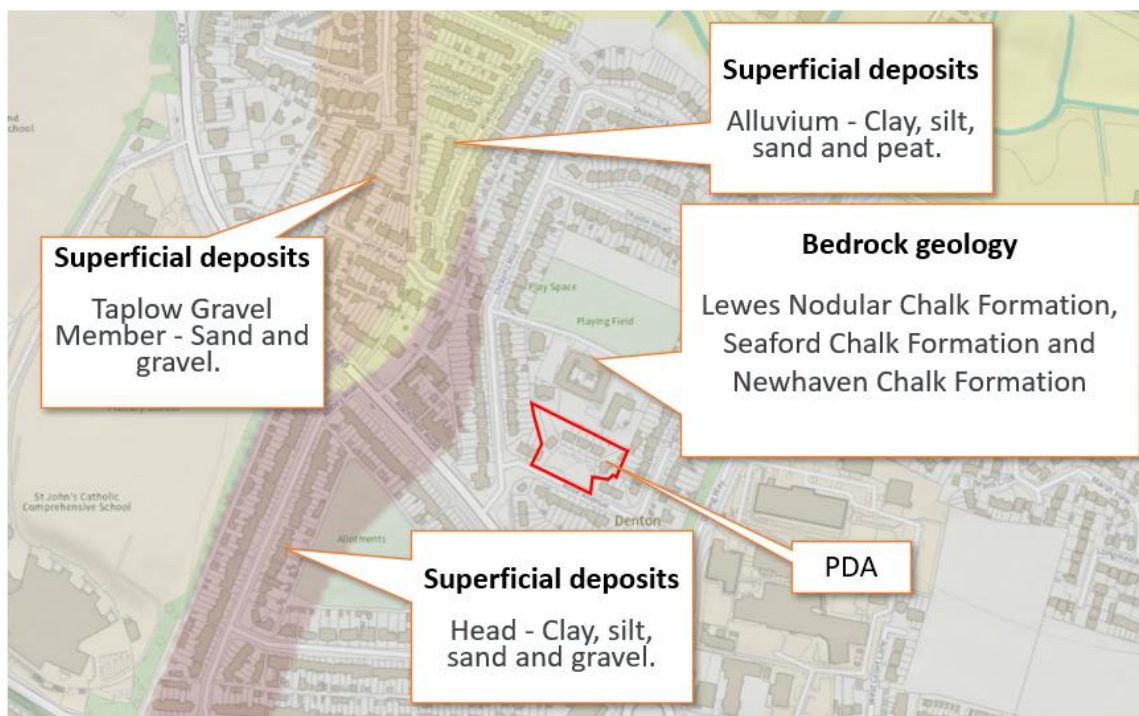 Superficial deposits
Alluvium - Clay, silt,
sand and peat.
Superficial deposits
Taplow Gravel
Member - Sand and
gravel.
Bedrock geology
Lewes Nodular Chalk Formation,
Seaford Chalk Formation and
Newhaven Chalk Formation
Play Space
Playing Field
St John's Catholic
Comprehensive School
Allotments
Denton
Superficial deposits
Head - Clay, silt,
sand and gravel.
PDA